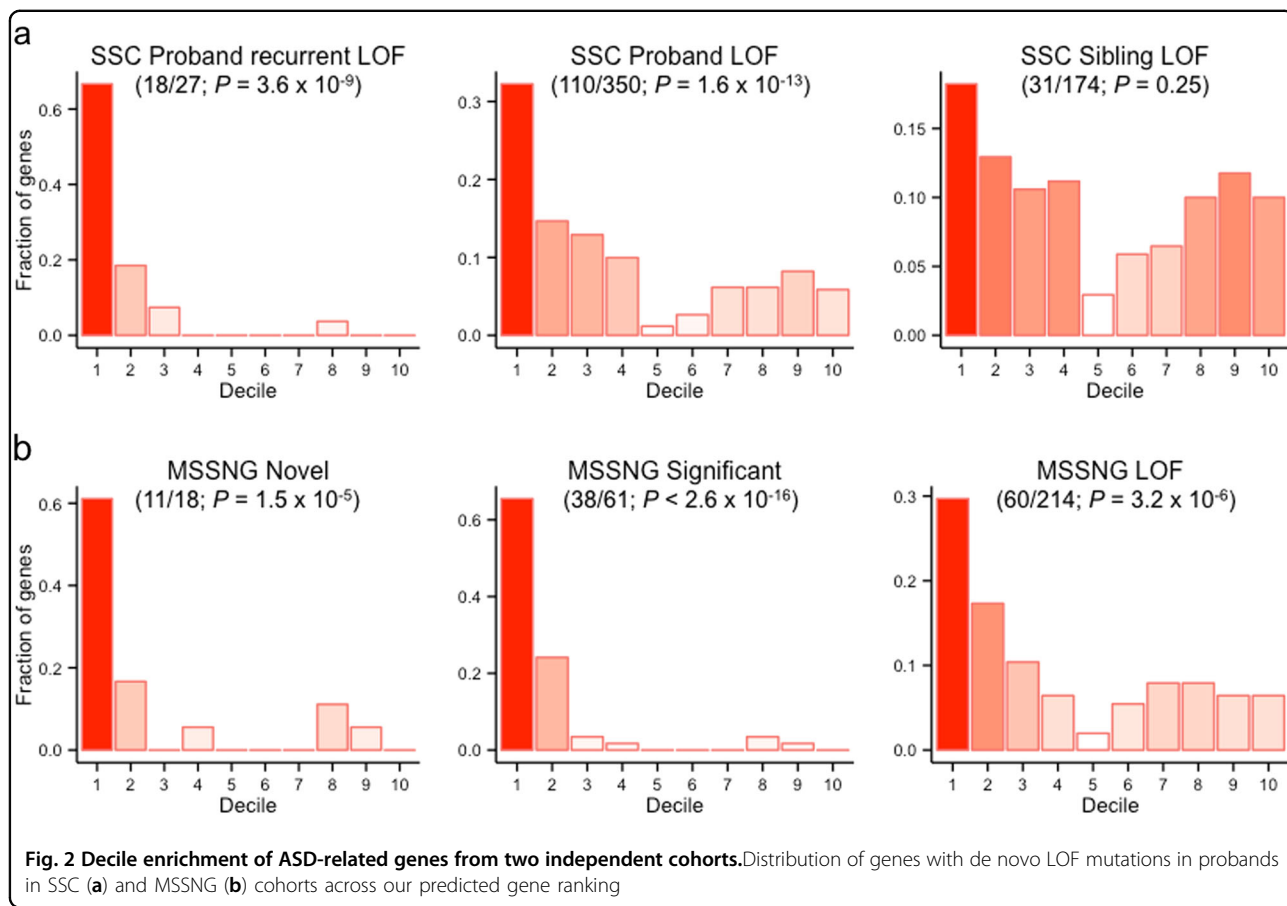 a
SSC Proband recurrent LOF
(18/27; P = 3.6 x 10⁻⁹)
Fraction of genes
0.6
0.4
0.2
0.0
1 2 3 4 5 6 7 8 9 10
Decile
SSC Proband LOF
(110/350; P = 1.6 x 10⁻¹³)
0.3
0.2
0.1
0.0
1 2 3 4 5 6 7 8 9 10
Decile
SSC Sibling LOF
(31/174; P = 0.25)
0.15
0.10
0.05
0.00
1 2 3 4 5 6 7 8 9 10
Decile
b
MSSNG Novel
(11/18; P = 1.5 x 10⁻⁵)
Fraction of genes
0.6
0.4
0.2
0.0
1 2 3 4 5 6 7 8 9 10
Decile
MSSNG Significant
(38/61; P < 2.6 x 10⁻¹⁶)
0.6
0.4
0.2
0.0
1 2 3 4 5 6 7 8 9 10
Decile
MSSNG LOF
(60/214; P = 3.2 x 10⁻⁶)
0.3
0.2
0.1
0.0
1 2 3 4 5 6 7 8 9 10
Decile
Fig. 2 Decile enrichment of ASD-related genes from two independent cohorts.Distribution of genes with de novo LOF mutations in probands
in SSC (a) and MSSNG (b) cohorts across our predicted gene ranking